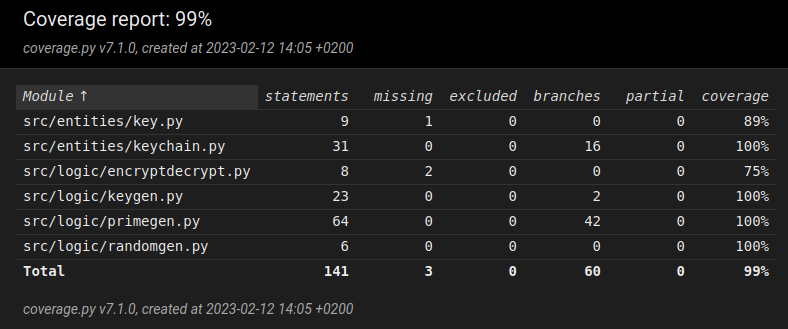 Coverage report: 99%
coverage.py v7.1.0, created at 2023-02-12 14:05 +0200
Module ↑ statements missing excluded branches partial coverage
src/entities/key.py 9 1 0 0 0 89%
src/entities/keychain.py 31 0 0 16 0 100%
src/logic/encryptdecrypt.py 8 2 0 0 0 75%
src/logic/keygen.py 23 0 0 2 0 100%
src/logic/primegen.py 64 0 0 42 0 100%
src/logic/randomgen.py 6 0 0 0 0 100%
Total 141 3 0 60 0 99%
coverage.py v7.1.0, created at 2023-02-12 14:05 +0200